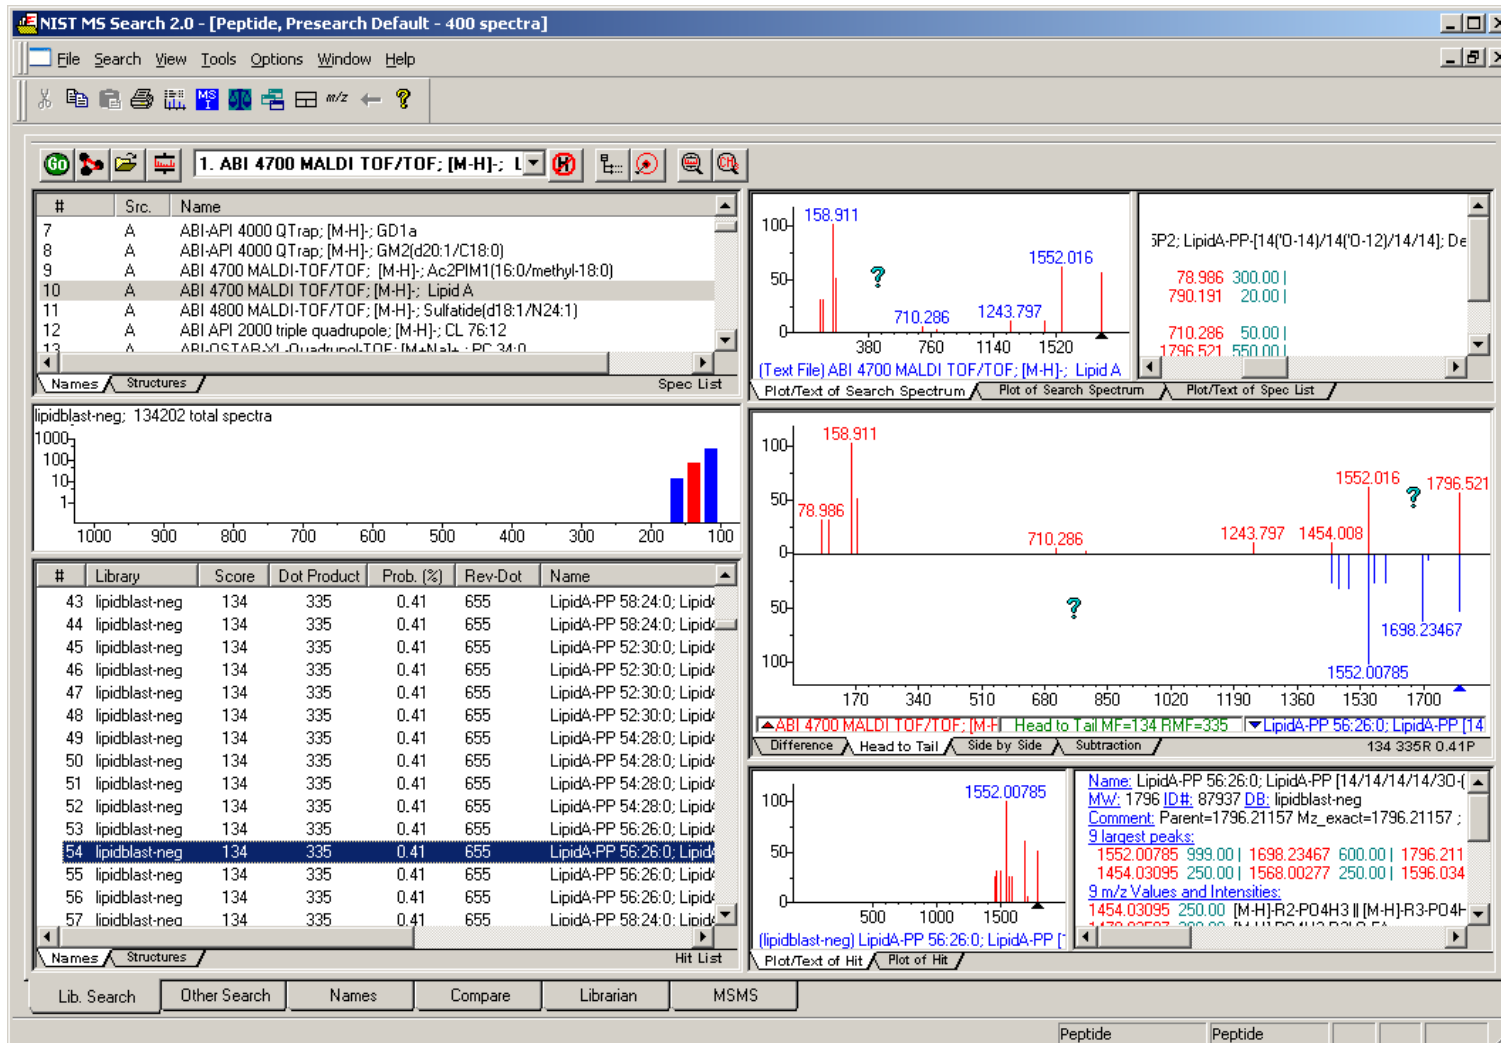 NIST MS Search 2.0 - [Peptide, Presearch Default - 400 spectra]
File Search View Tools Options Window Help
MS
I
m/z
?
Go
1. ABI 4700 MALDI TOF/TOF; [M-H]-; L
# Src. Name
7 A ABI-API 4000 QTrap; [M-H]-; GD1a
8 A ABI-API 4000 QTrap; [M-H]-; GM2(d20:1/C18:0)
9 A ABI 4700 MALDI-TOF/TOF; [M-H]-; Ac2PIM1(16:0/methyl-18:0)
10 A ABI 4700 MALDI TOF/TOF; [M-H]-; Lipid A
11 A ABI 4800 MALDI-TOF/TOF; [M-H]-; Sulfatide(d18:1/N24:1)
12 A ABI API 2000 triple quadrupole; [M-H]-; CL 76:12
13 A ABI-QSTAR-XL-Quadrupol-TOF; [M+Na]+ ; PC 34:0
Names Structures Spec List
158.911
100
1552.016
50
?
710.286 1243.797
0
380 760 1140 1520
(Text File) ABI 4700 MALDI TOF/TOF; [M-H]-; Lipid A
5P2; LipidA-PP-[14('O-14)/14('O-12)/14/14]; De
78.986 300.00 |
790.191 20.00 |
710.286 50.00 |
1796.521 550.00 |
Plot/Text of Search Spectrum Plot of Search Spectrum Plot/Text of Spec List
lipidblast-neg; 134202 total spectra
1000
100
10
1
1000 900 800 700 600 500 400 300 200 100
# Library Score Dot Product Prob. (%) Rev-Dot Name
43 lipidblast-neg 134 335 0.41 655 LipidA-PP 58:24:0; Lipid
44 lipidblast-neg 134 335 0.41 655 LipidA-PP 58:24:0; Lipid
45 lipidblast-neg 134 335 0.41 655 LipidA-PP 52:30:0; Lipid
46 lipidblast-neg 134 335 0.41 655 LipidA-PP 52:30:0; Lipid
47 lipidblast-neg 134 335 0.41 655 LipidA-PP 52:30:0; Lipid
48 lipidblast-neg 134 335 0.41 655 LipidA-PP 52:30:0; Lipid
49 lipidblast-neg 134 335 0.41 655 LipidA-PP 54:28:0; Lipid
50 lipidblast-neg 134 335 0.41 655 LipidA-PP 54:28:0; Lipid
51 lipidblast-neg 134 335 0.41 655 LipidA-PP 54:28:0; Lipid
52 lipidblast-neg 134 335 0.41 655 LipidA-PP 54:28:0; Lipid
53 lipidblast-neg 134 335 0.41 655 LipidA-PP 56:26:0; Lipid
54 lipidblast-neg 134 335 0.41 655 LipidA-PP 56:26:0; Lipid
55 lipidblast-neg 134 335 0.41 655 LipidA-PP 56:26:0; Lipid
56 lipidblast-neg 134 335 0.41 655 LipidA-PP 56:26:0; Lipid
57 lipidblast-neg 134 335 0.41 655 LipidA-PP 58:24:0; Lipid
Names Structures Hit List
158.911
100
1552.016 ? 1796.521
50
78.986
710.286 1243.797 1454.008
0
50
?
1698.23467
100
1552.00785
170 340 510 680 850 1020 1190 1360 1530 1700
ABI 4700 MALDI TOF/TOF; [M-H Head to Tail MF=134 RMF=335 LipidA-PP 56:26:0; LipidA-PP [14
Difference Head to Tail Side by Side Subtraction 134 335R 0.41P
1552.00785
100
50
0
500 1000 1500
(lipidblast-neg) LipidA-PP 56:26:0; LipidA-PP [
Name: LipidA-PP 56:26:0; LipidA-PP [14/14/14/14/3O-(
MW: 1796 ID#: 87937 DB: lipidblast-neg
Comment: Parent=1796.21157 Mz_exact=1796.21157 ;
9 largest peaks:
1552.00785 999.00 | 1698.23467 600.00 | 1796.211
1454.03095 250.00 | 1568.00277 250.00 | 1596.034
9 m/z Values and Intensities:
1454.03095 250.00 [M-H]-R2-PO4H3 || [M-H]-R3-PO4H
Plot/Text of Hit Plot of Hit
Lib. Search Other Search Names Compare Librarian MSMS
Peptide Peptide